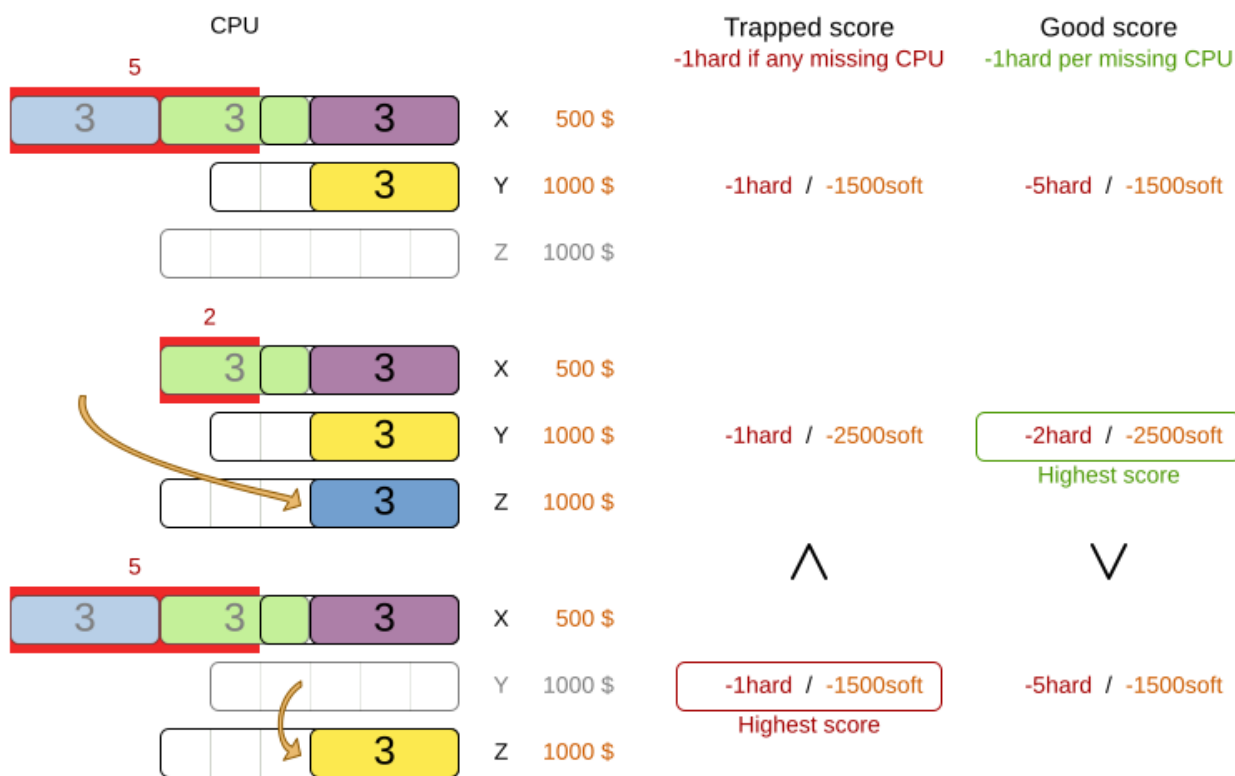 CPU Trapped score Good score
-1hard if any missing CPU -1hard per missing CPU
5
3 3 3 X 500 $
3 Y 1000 $ -1hard / -1500soft -5hard / -1500soft
Z 1000 $
2
3 3 X 500 $
3 Y 1000 $ -1hard / -2500soft -2hard / -2500soft
Highest score
3 Z 1000 $
5
3 3 3 X 500 $
Y 1000 $ -1hard / -1500soft -5hard / -1500soft
Highest score
3 Z 1000 $